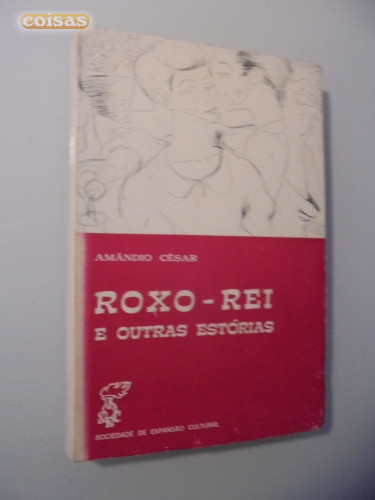 coisas
AMÂNDIO CÉSAR
ROXO-REI
E OUTRAS ESTÓRIAS
SOCIEDADE DE EXPANSÃO CULTURAL